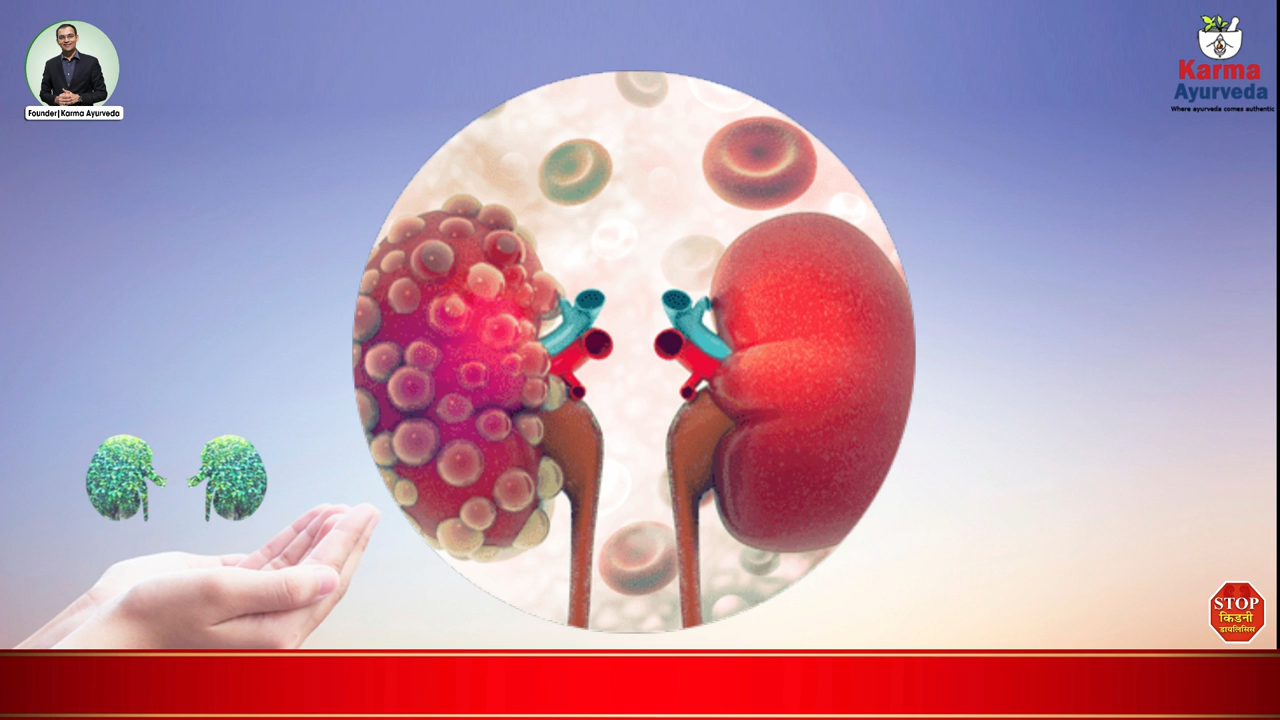 Founder|Karma Ayurveda
Karma
Ayurveda
Where ayurveda comes authentic
STOP
किडनी
डायलिसिस